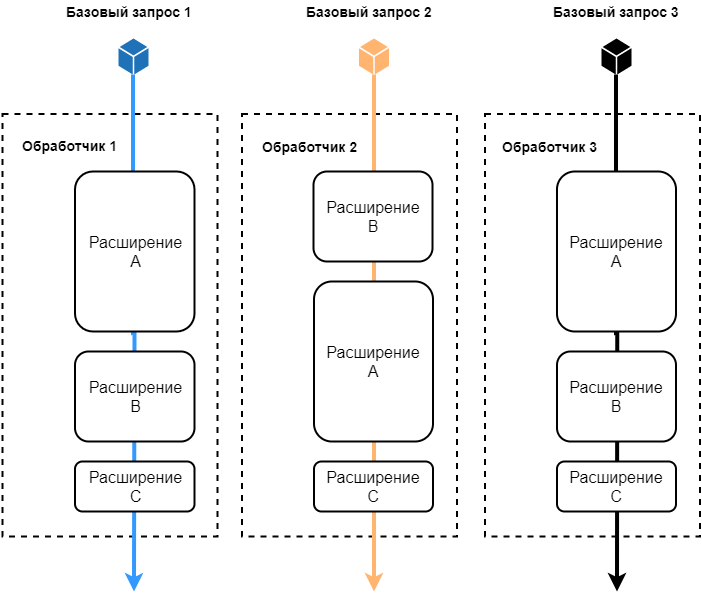 Базовый запрос 1
Базовый запрос 2
Базовый запрос 3
Обработчик 1
Расширение
A
Расширение
B
Расширение
C
Обработчик 2
Расширение
B
Расширение
A
Расширение
C
Обработчик 3
Расширение
A
Расширение
B
Расширение
C